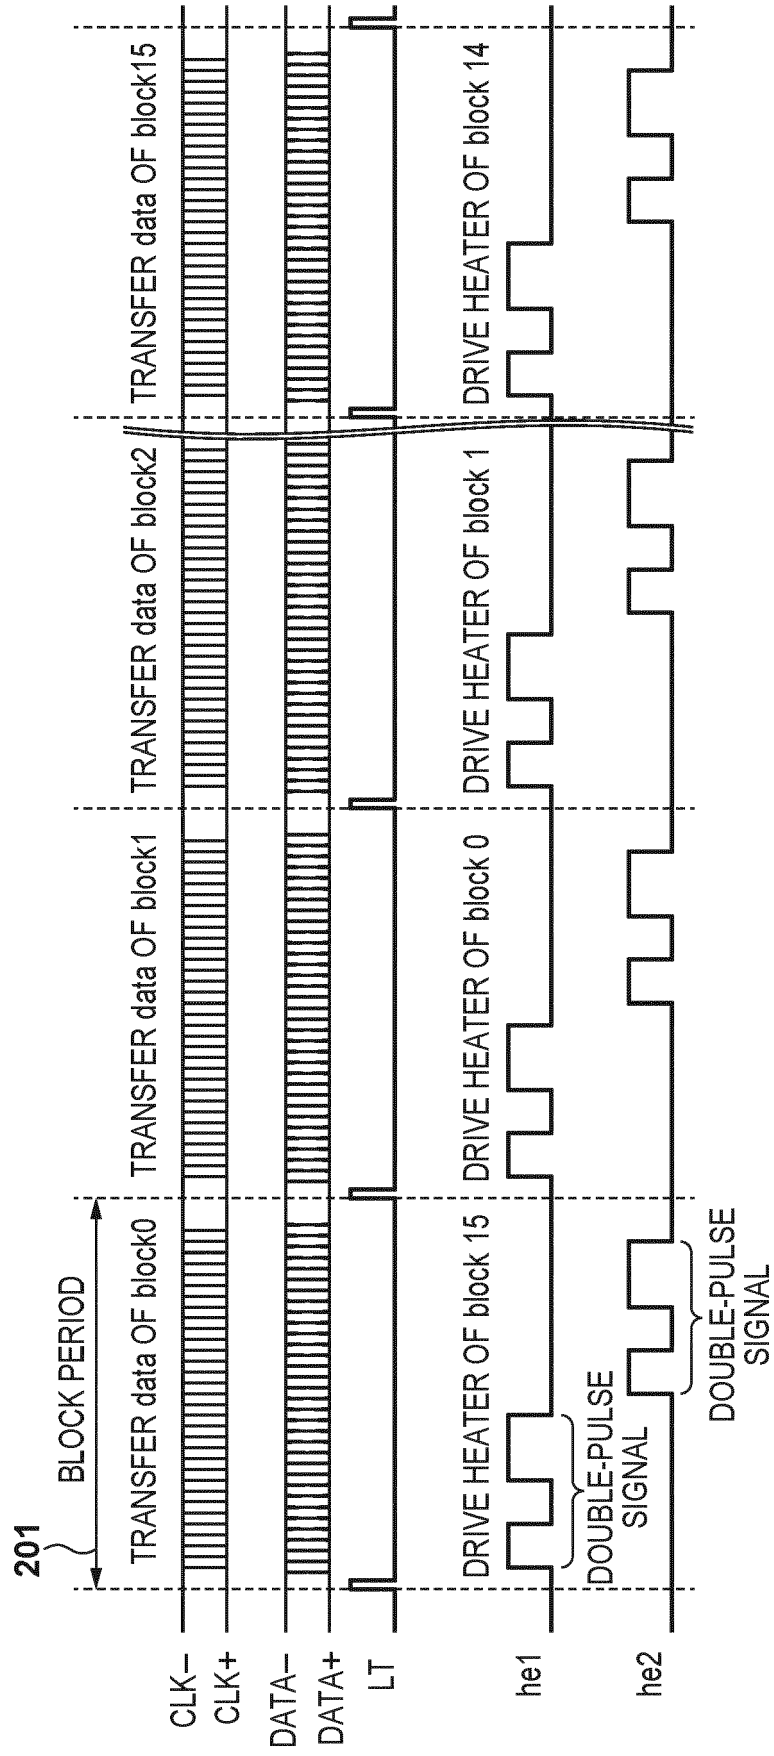 201
BLOCK PERIOD
TRANSFER data OF block0
TRANSFER data OF block1
TRANSFER data OF block2
TRANSFER data OF block15
CLK−
CLK+
DATA−
DATA+
LT
DRIVE HEATER OF block 15
DRIVE HEATER OF block 0
DRIVE HEATER OF block 1
DRIVE HEATER OF block 14
he1
DOUBLE-PULSE
SIGNAL
he2
DOUBLE-PULSE
SIGNAL